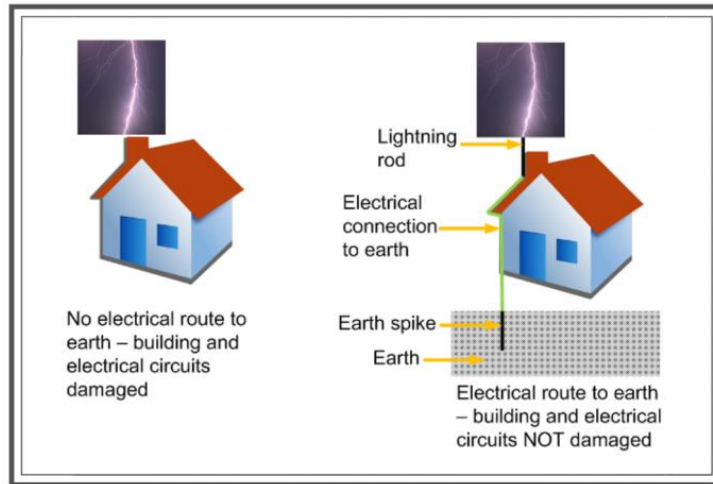 No electrical route to
earth – building and
electrical circuits
damaged
Lightning
rod
Electrical
connection
to earth
Earth spike
Earth
Electrical route to earth
– building and electrical
circuits NOT damaged